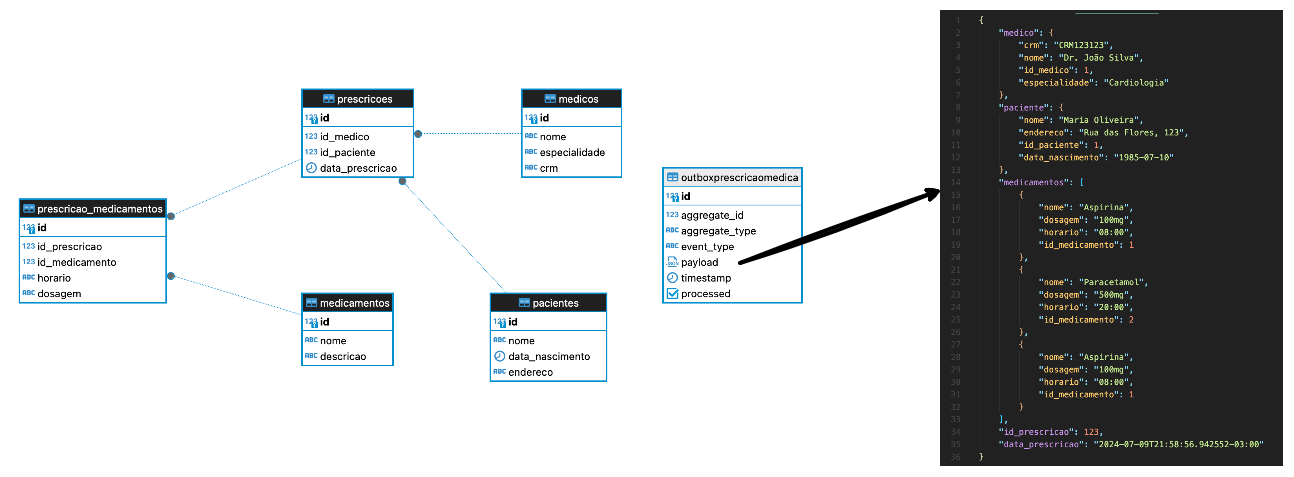 prescricoes
123 id
123 id_medico
123 id_paciente
data_prescricao
medicos
123 id
ABC nome
ABC especialidade
ABC crm
prescricao_medicamentos
123 id
123 id_prescricao
123 id_medicamento
ABC horario
ABC dosagem
medicamentos
123 id
ABC nome
ABC descricao
pacientes
123 id
ABC nome
data_nascimento
ABC endereco
outboxprescricaomedica
123 id
123 aggregate_id
ABC aggregate_type
ABC event_type
JSON payload
timestamp
processed
1 {
2 "medico": {
3 "crm": "CRM123123",
4 "nome": "Dr. João Silva",
5 "id_medico": 1,
6 "especialidade": "Cardiologia"
7 },
8 "paciente": {
9 "nome": "Maria Oliveira",
10 "endereco": "Rua das Flores, 123",
11 "id_paciente": 1,
12 "data_nascimento": "1985-07-10"
13 },
14 "medicamentos": [
15 {
16 "nome": "Aspirina",
17 "dosagem": "100mg",
18 "horario": "08:00",
19 "id_medicamento": 1
20 },
21 {
22 "nome": "Paracetamol",
23 "dosagem": "500mg",
24 "horario": "20:00",
25 "id_medicamento": 2
26 },
27 {
28 "nome": "Aspirina",
29 "dosagem": "100mg",
30 "horario": "08:00",
31 "id_medicamento": 1
32 }
33 ],
34 "id_prescricao": 123,
35 "data_prescricao": "2024-07-09T21:58:56.942552-03:00"
36 }